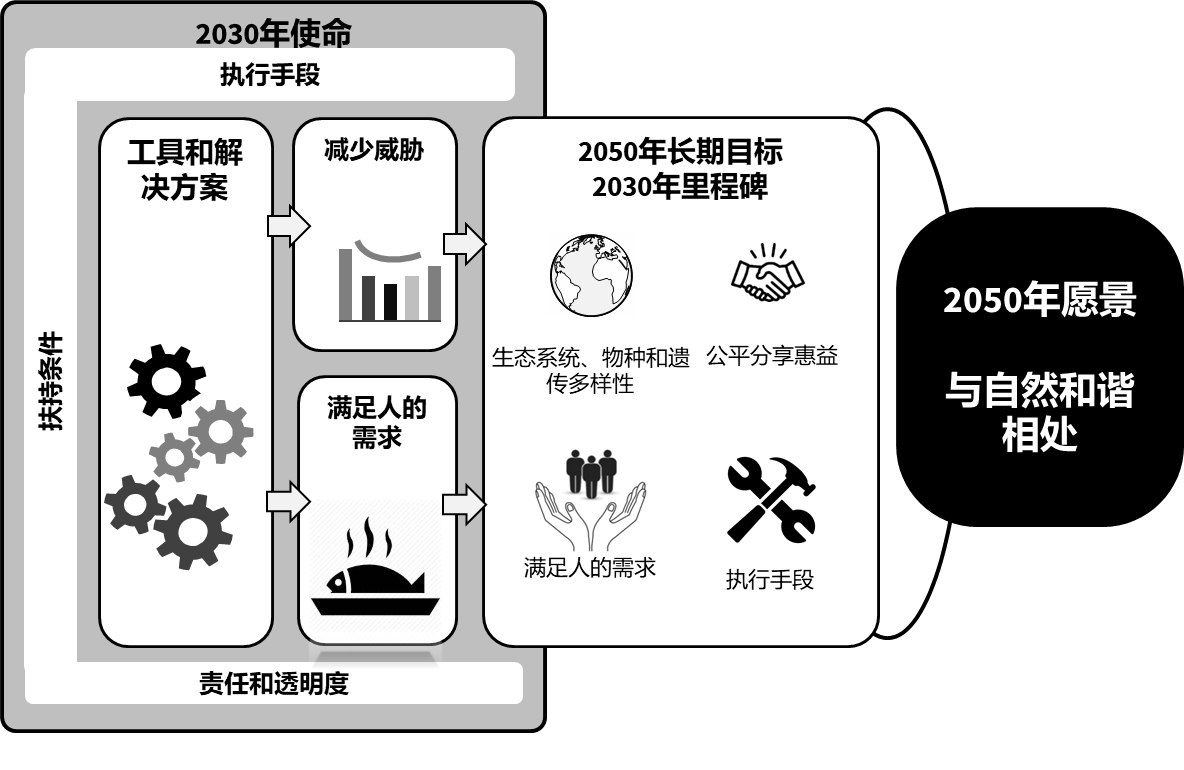 2030年使命
执行手段
扶持条件
工具和解
决方案
减少威胁
满足人的
需求
2050年长期目标
2030年里程碑
生态系统、物种和遗
传多样性
公平分享惠益
满足人的需求
执行手段
2050年愿景
与自然和谐
相处
责任和透明度